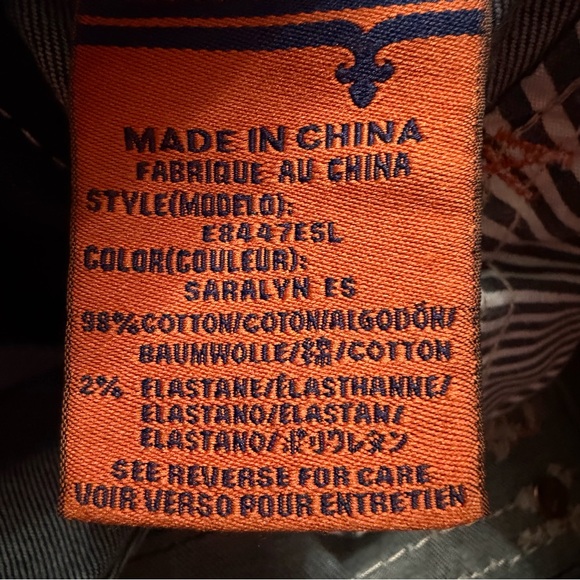 MADE IN CHINA
FABRIQUE AU CHINA
STYLE(MODELO):
E8447ESL
COLOR(COULEUR):
SARALYN ES
98%COTTON/COTON/ALGODÓN/
BAUMWOLLE/綿/COTTON
2% ELASTANE/ÉLASTHANNE/
ELASTANO/ELASTAN/
ELASTANO/ポリウレタン
SEE REVERSE FOR CARE
VOIR VERSO POUR ENTRETIEN